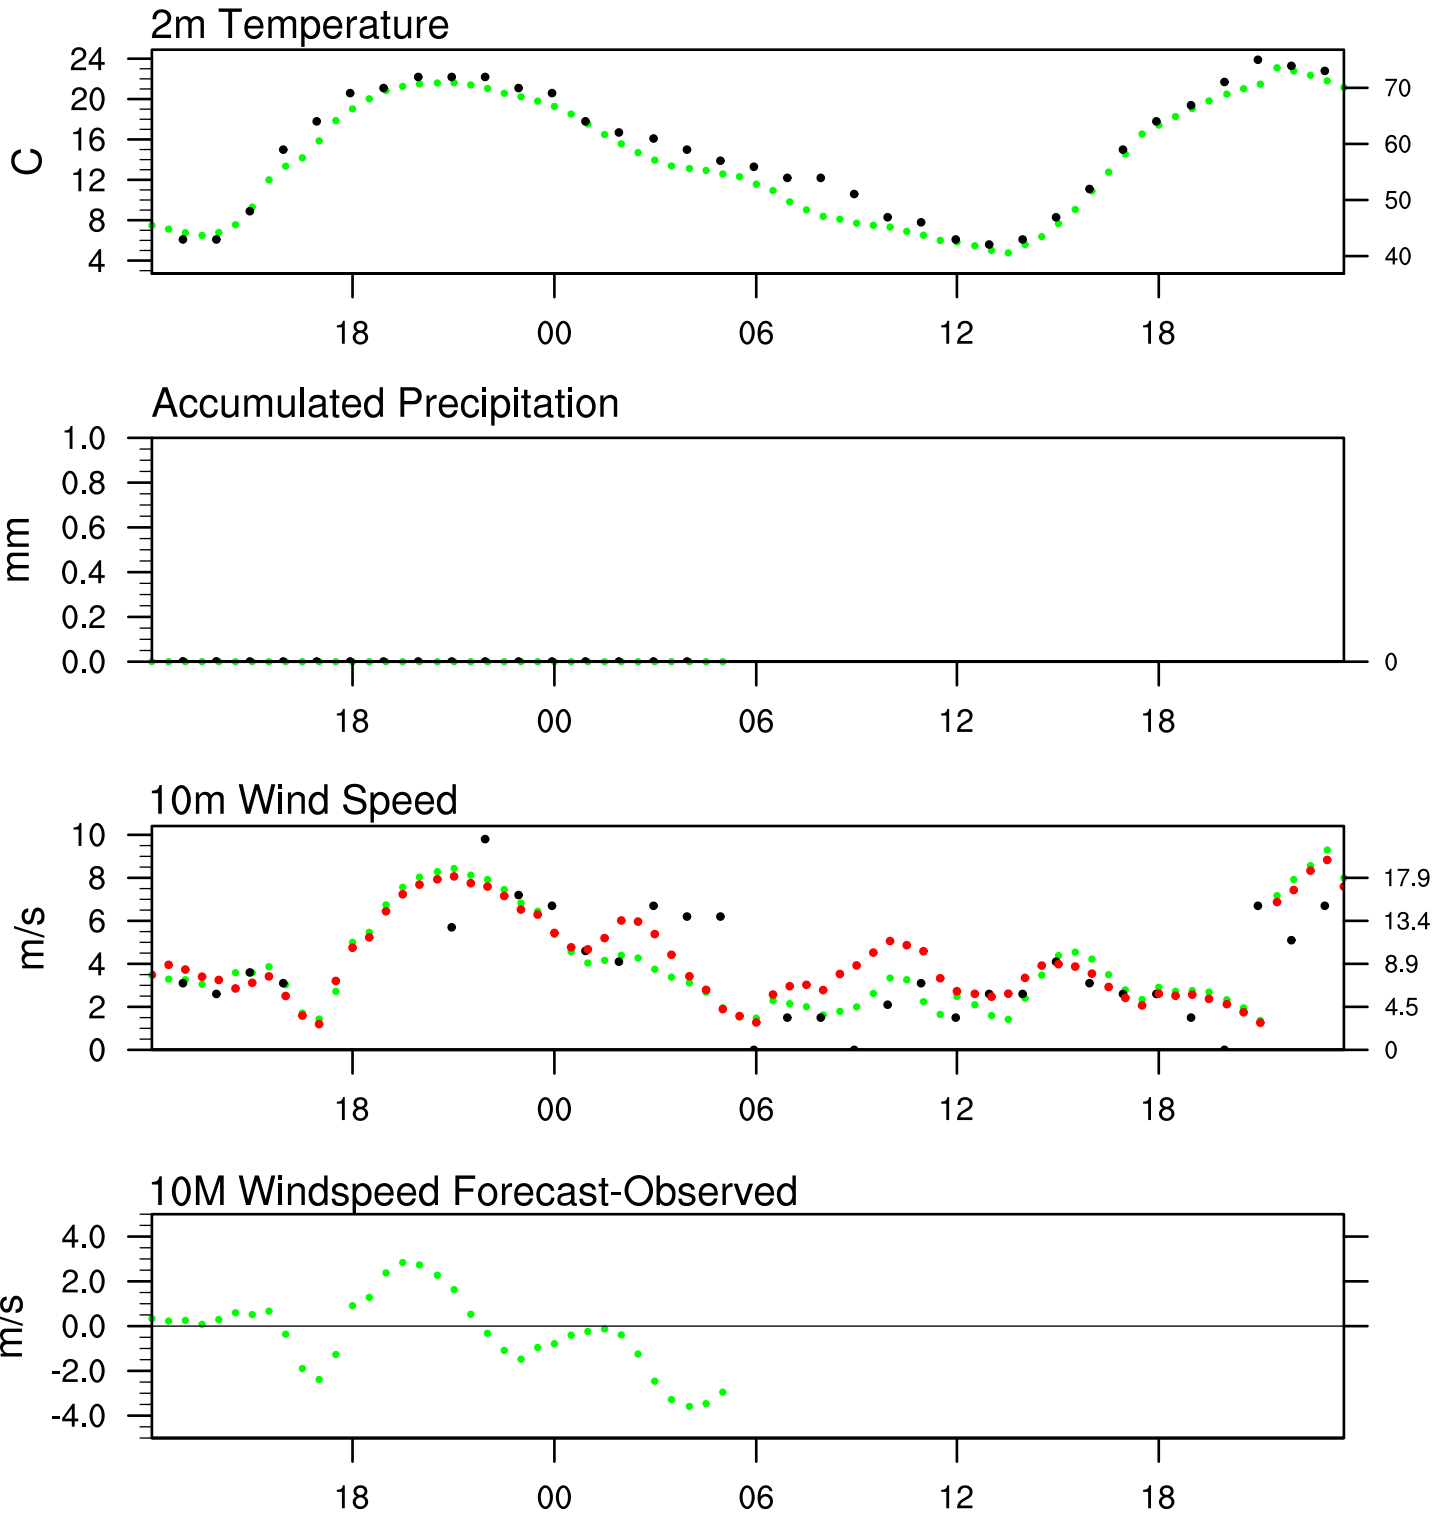 2m Temperature
24
20
16
12
8
4
C
70
60
50
40
18 00 06 12 18
Accumulated Precipitation
1.0
0.8
0.6
0.4
0.2
0.0
mm
0
18 00 06 12 18
10m Wind Speed
10
8
6
4
2
0
m/s
17.9
13.4
8.9
4.5
0
18 00 06 12 18
10M Windspeed Forecast-Observed
4.0
2.0
0.0
-2.0
-4.0
m/s
18 00 06 12 18